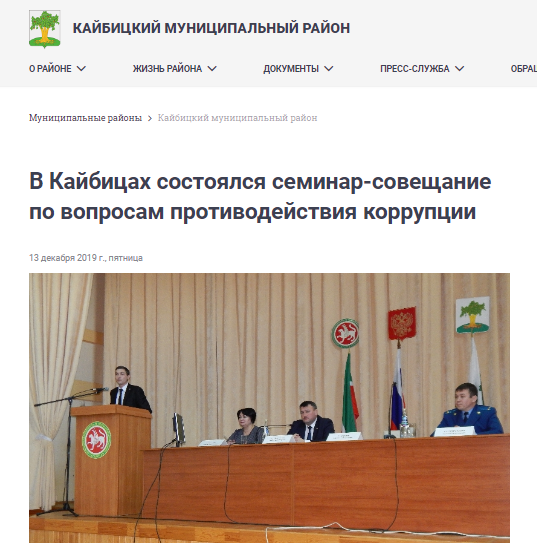 КАЙБИЦКИЙ МУНИЦИПАЛЬНЫЙ РАЙОН
О РАЙОНЕ ЖИЗНЬ РАЙОНА ДОКУМЕНТЫ ПРЕСС-СЛУЖБА ОБРАЩ
Муниципальные районы > Кайбицкий муниципальный район
В Кайбицах состоялся семинар-совещание
по вопросам противодействия коррупции
13 декабря 2019 г., пятница